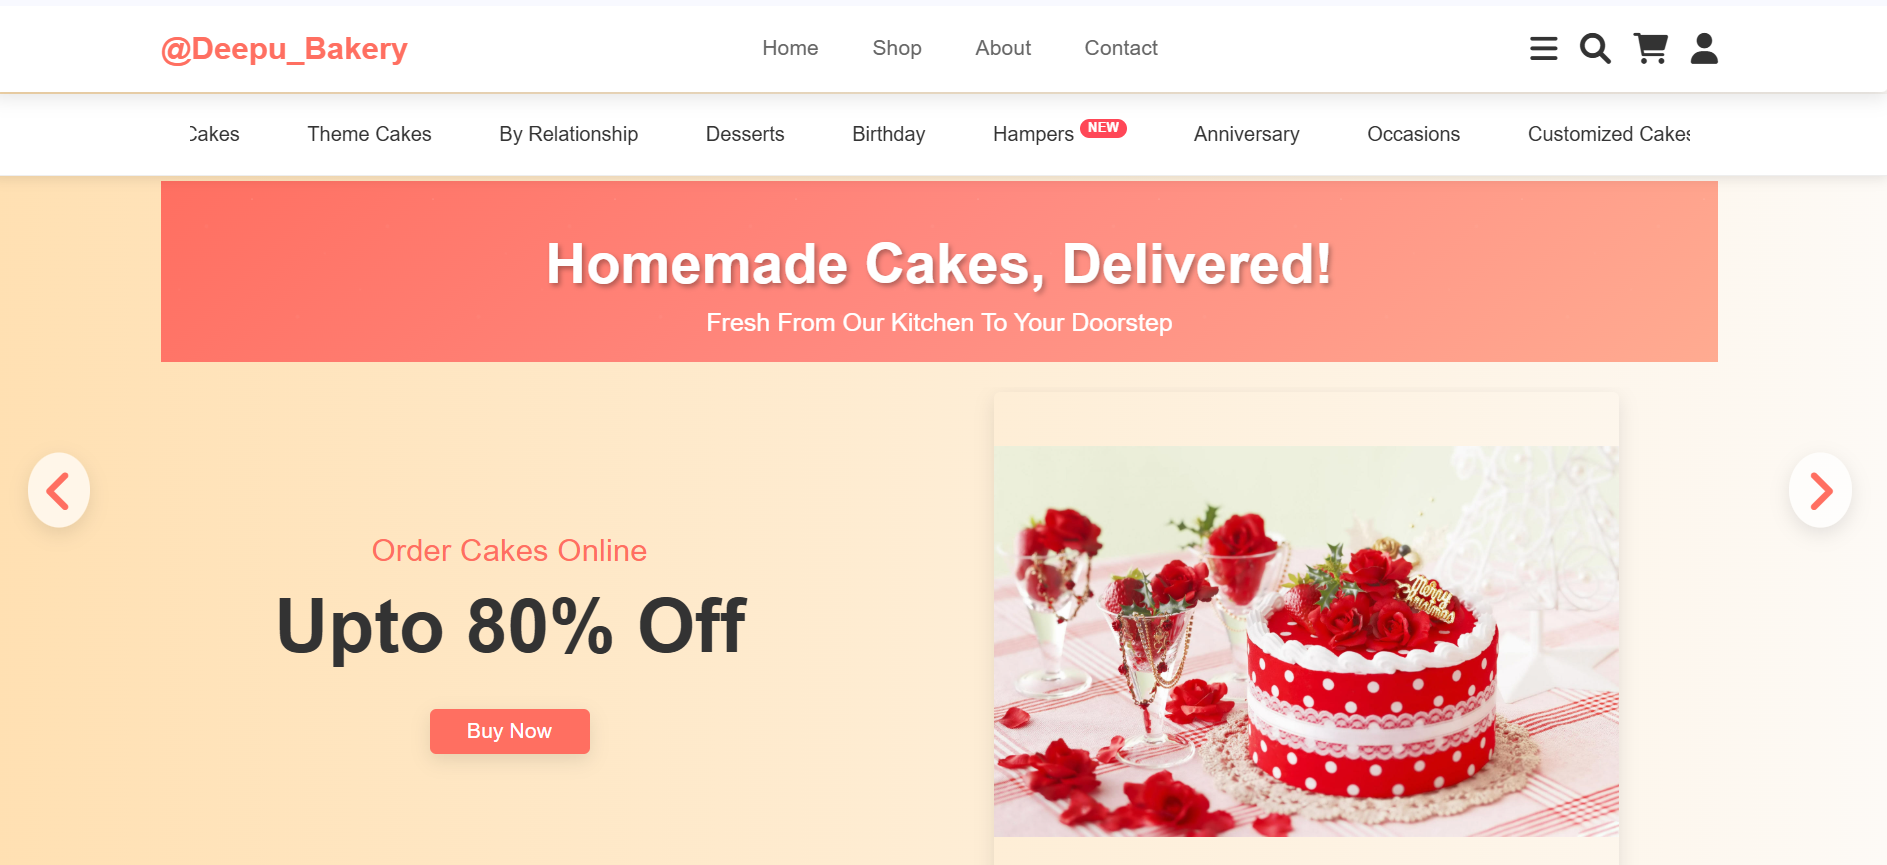 @Deepu_Bakery
Home Shop About Contact
Cakes Theme Cakes By Relationship Desserts Birthday Hampers NEW Anniversary Occasions Customized Cakes
Homemade Cakes, Delivered!
Fresh From Our Kitchen To Your Doorstep
Order Cakes Online
Upto 80% Off
Buy Now
Merry
Christmas